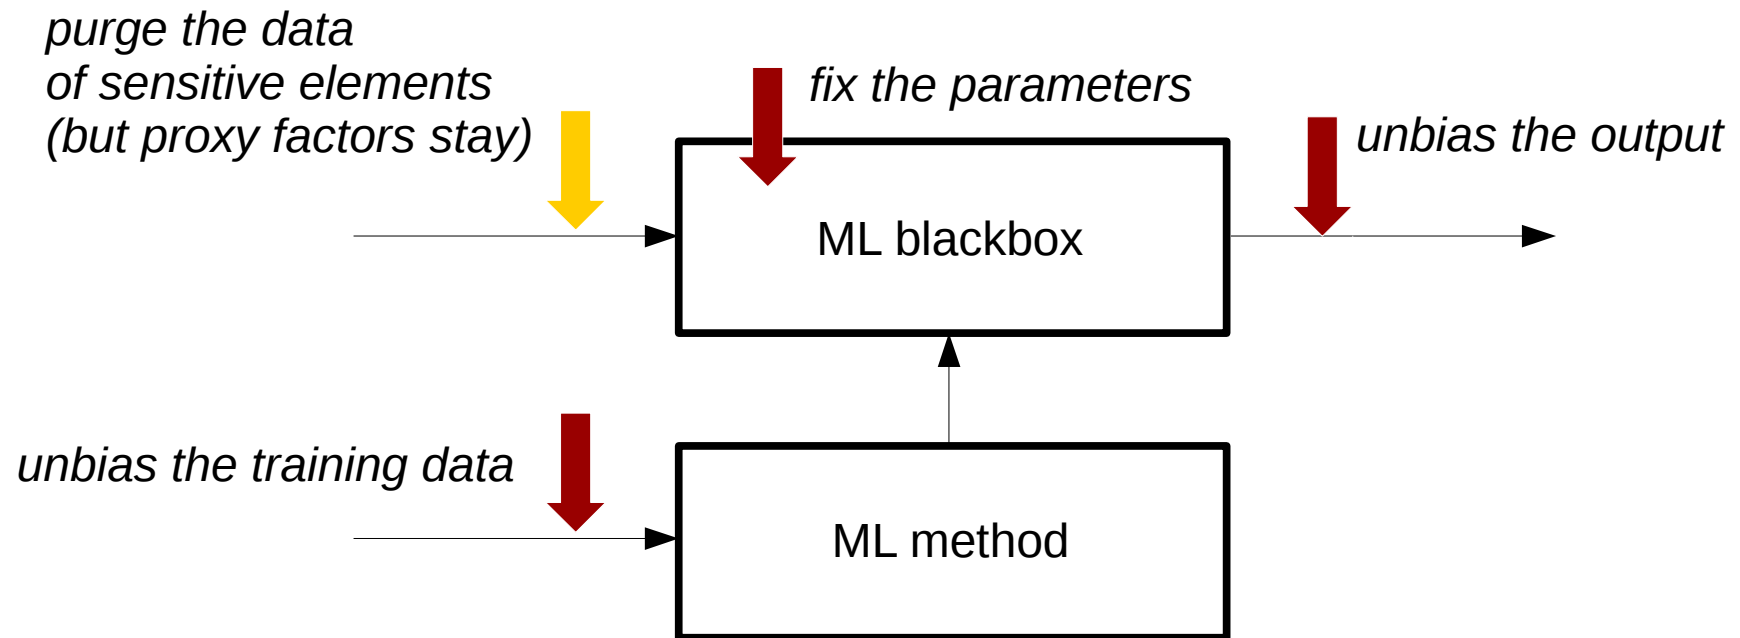 purge the data
of sensitive elements
(but proxy factors stay)
fix the parameters
unbias the output
ML blackbox
unbias the training data
ML method